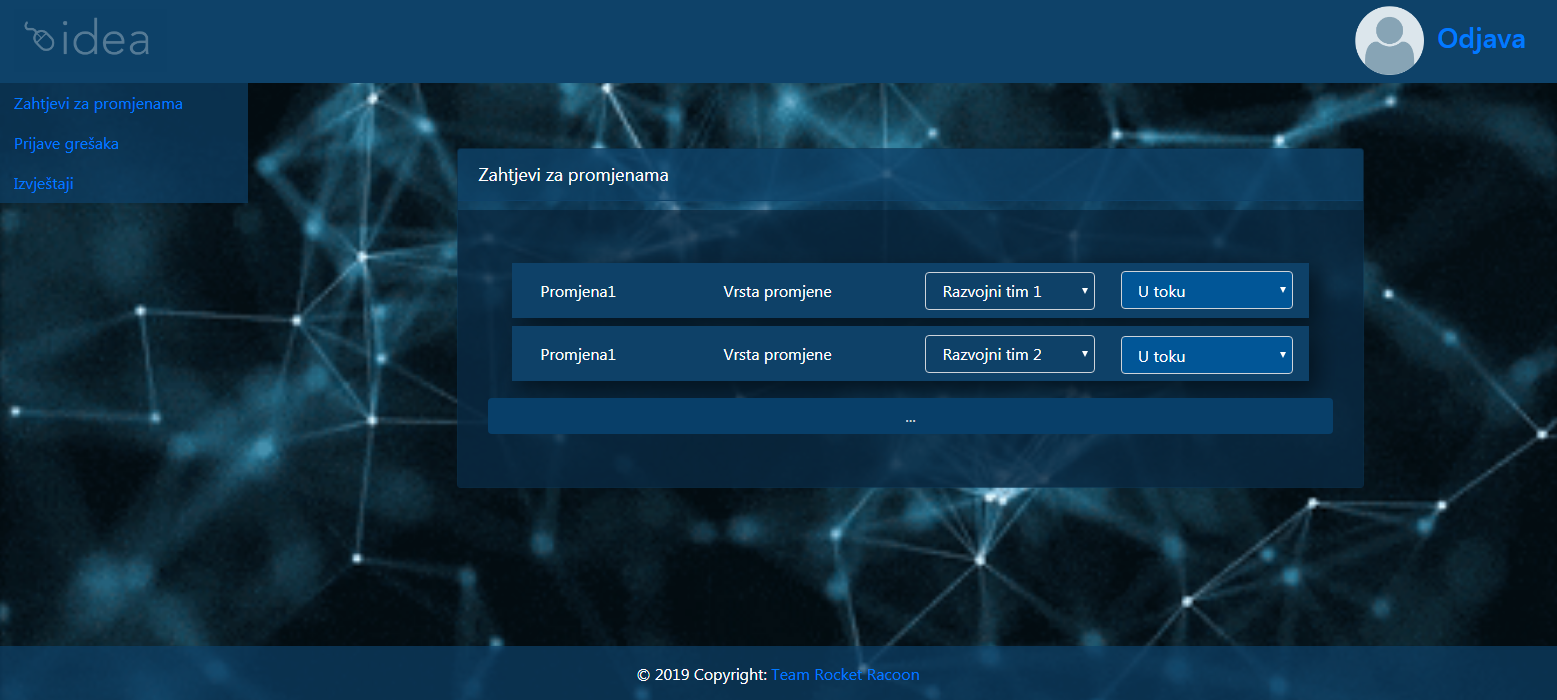 idea
Odjava
Zahtjevi za promjenama
Prijave grešaka
Izvještaji
Zahtjevi za promjenama
Promjena1 Vrsta promjene Razvojni tim 1 U toku
Promjena1 Vrsta promjene Razvojni tim 2 U toku
...
© 2019 Copyright: Team Rocket Racoon